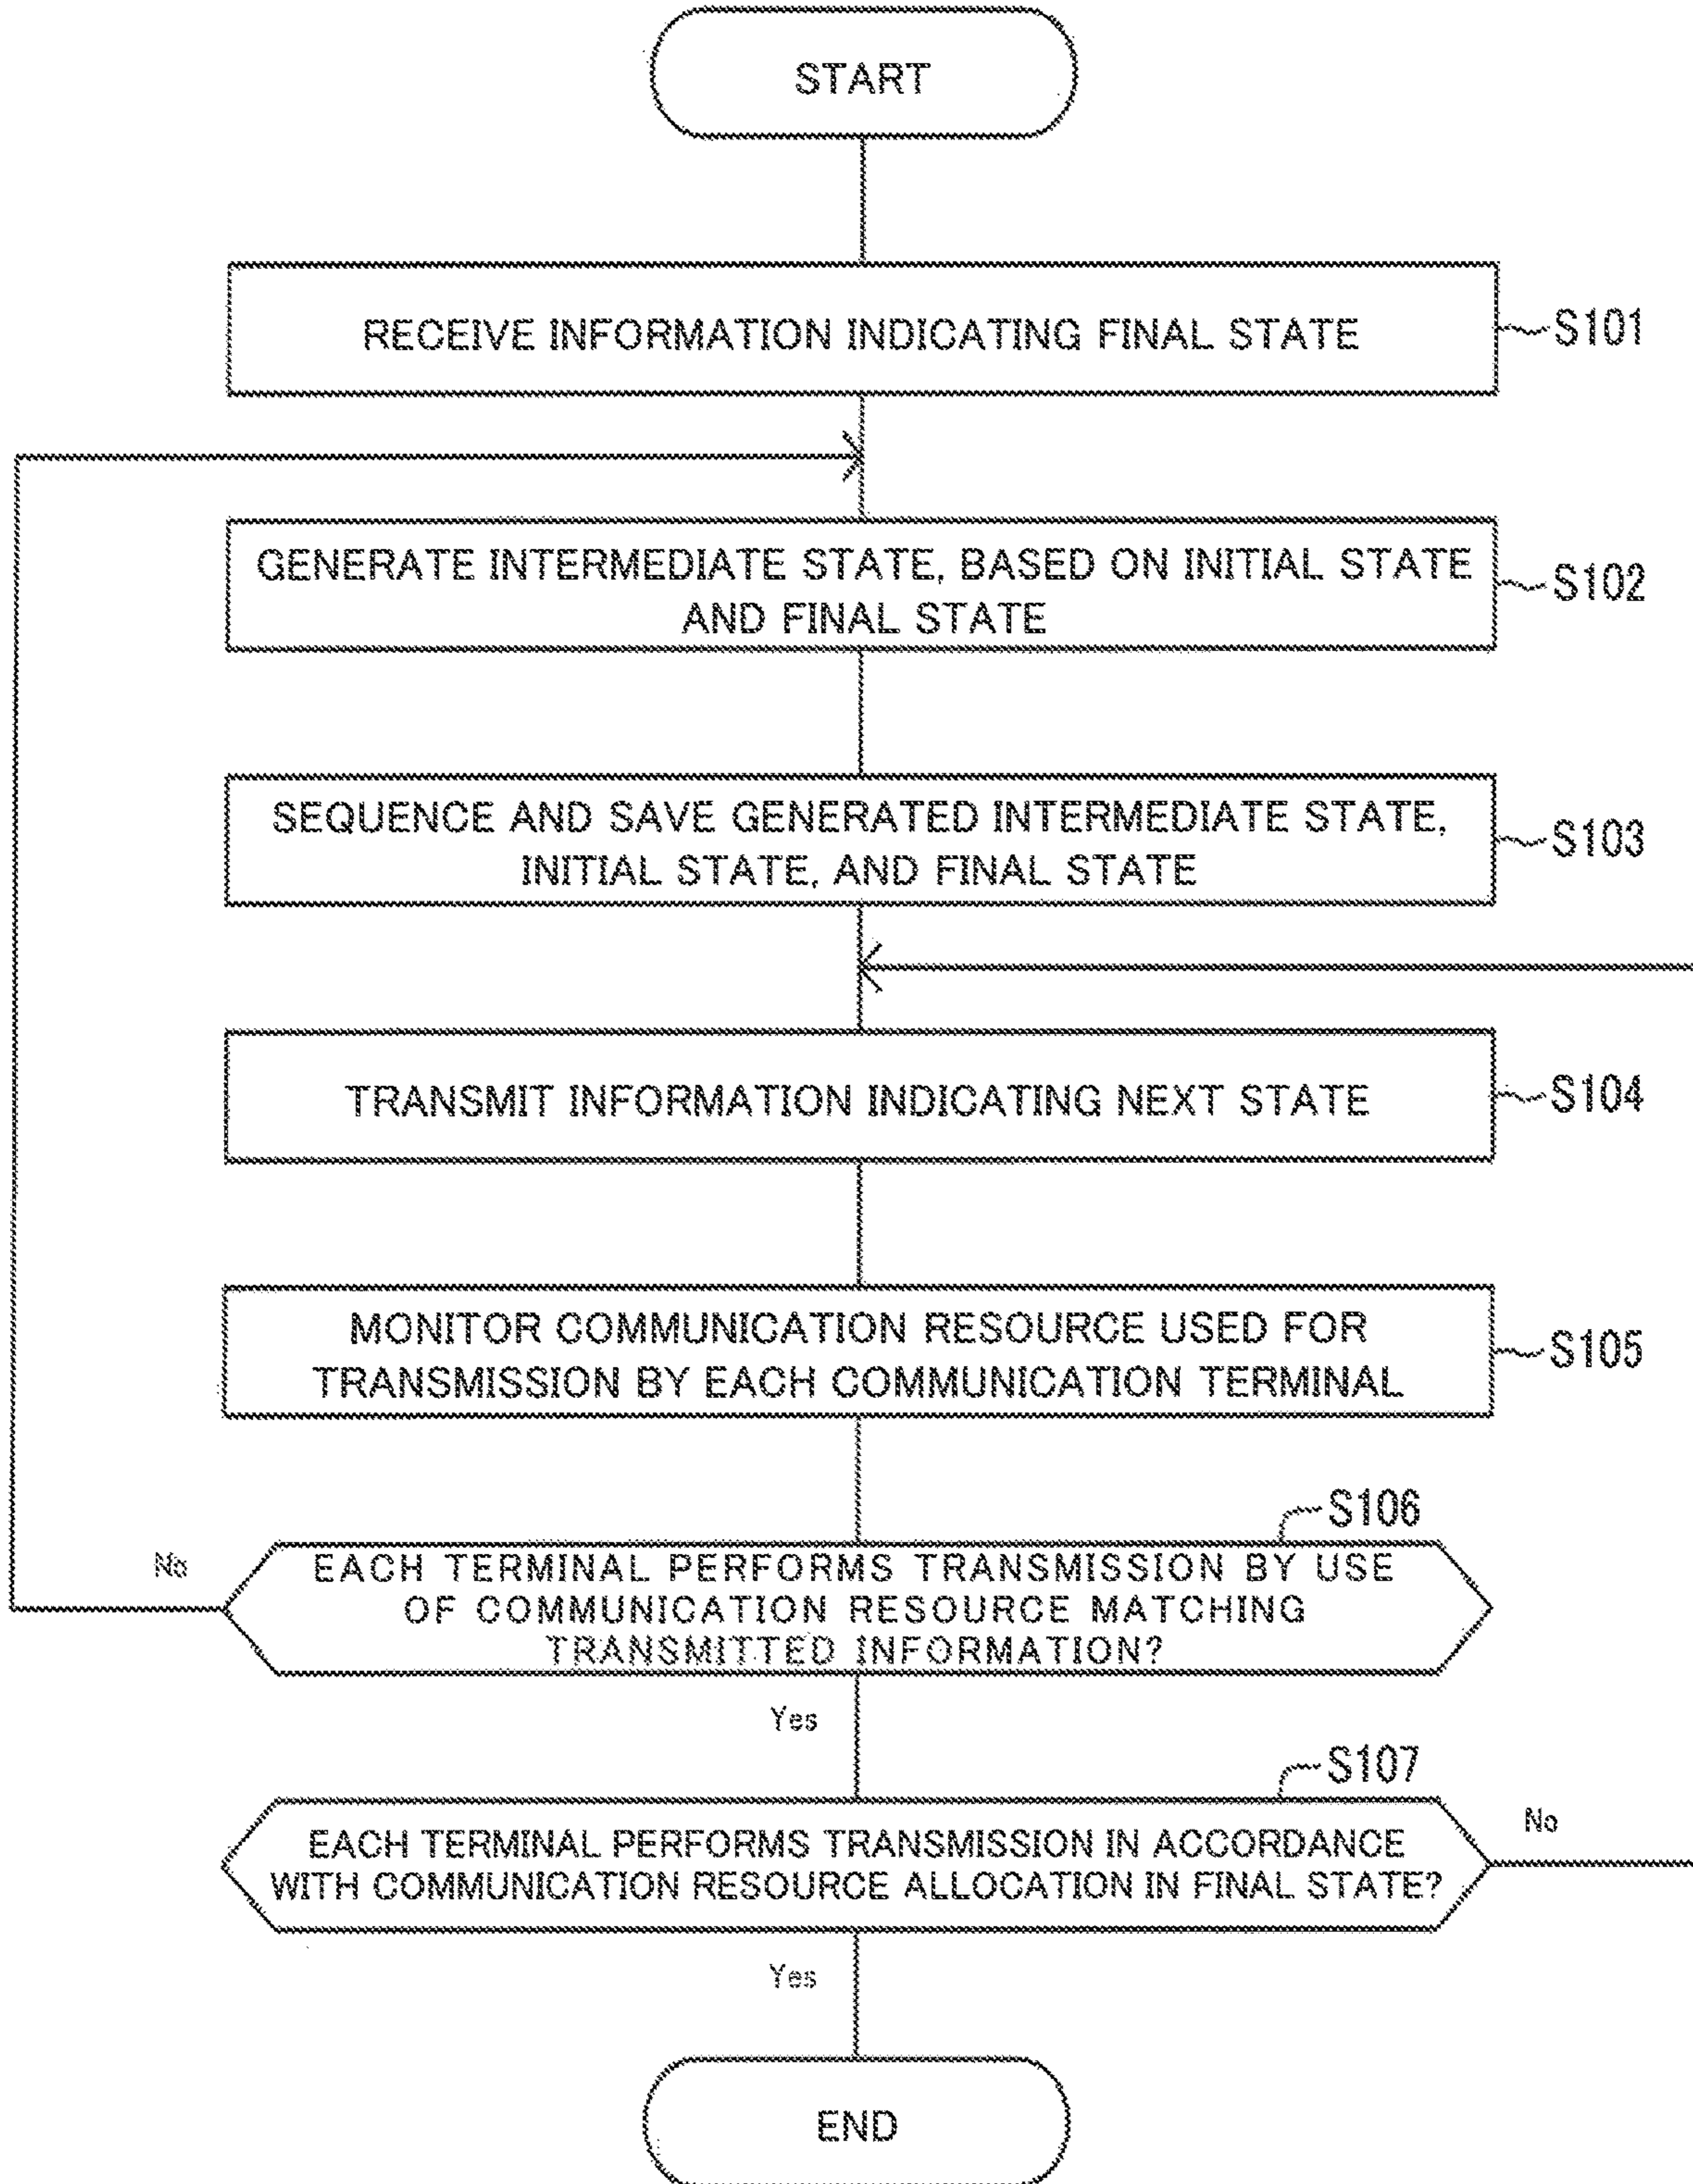 START
RECEIVE INFORMATION INDICATING FINAL STATE
S101
GENERATE INTERMEDIATE STATE, BASED ON INITIAL STATE
AND FINAL STATE
S102
SEQUENCE AND SAVE GENERATED INTERMEDIATE STATE,
INITIAL STATE, AND FINAL STATE
S103
TRANSMIT INFORMATION INDICATING NEXT STATE
S104
MONITOR COMMUNICATION RESOURCE USED FOR
TRANSMISSION BY EACH COMMUNICATION TERMINAL
S105
S106
No
EACH TERMINAL PERFORMS TRANSMISSION BY USE
OF COMMUNICATION RESOURCE MATCHING
TRANSMITTED INFORMATION?
Yes
S107
No
EACH TERMINAL PERFORMS TRANSMISSION IN ACCORDANCE
WITH COMMUNICATION RESOURCE ALLOCATION IN FINAL STATE?
Yes
END